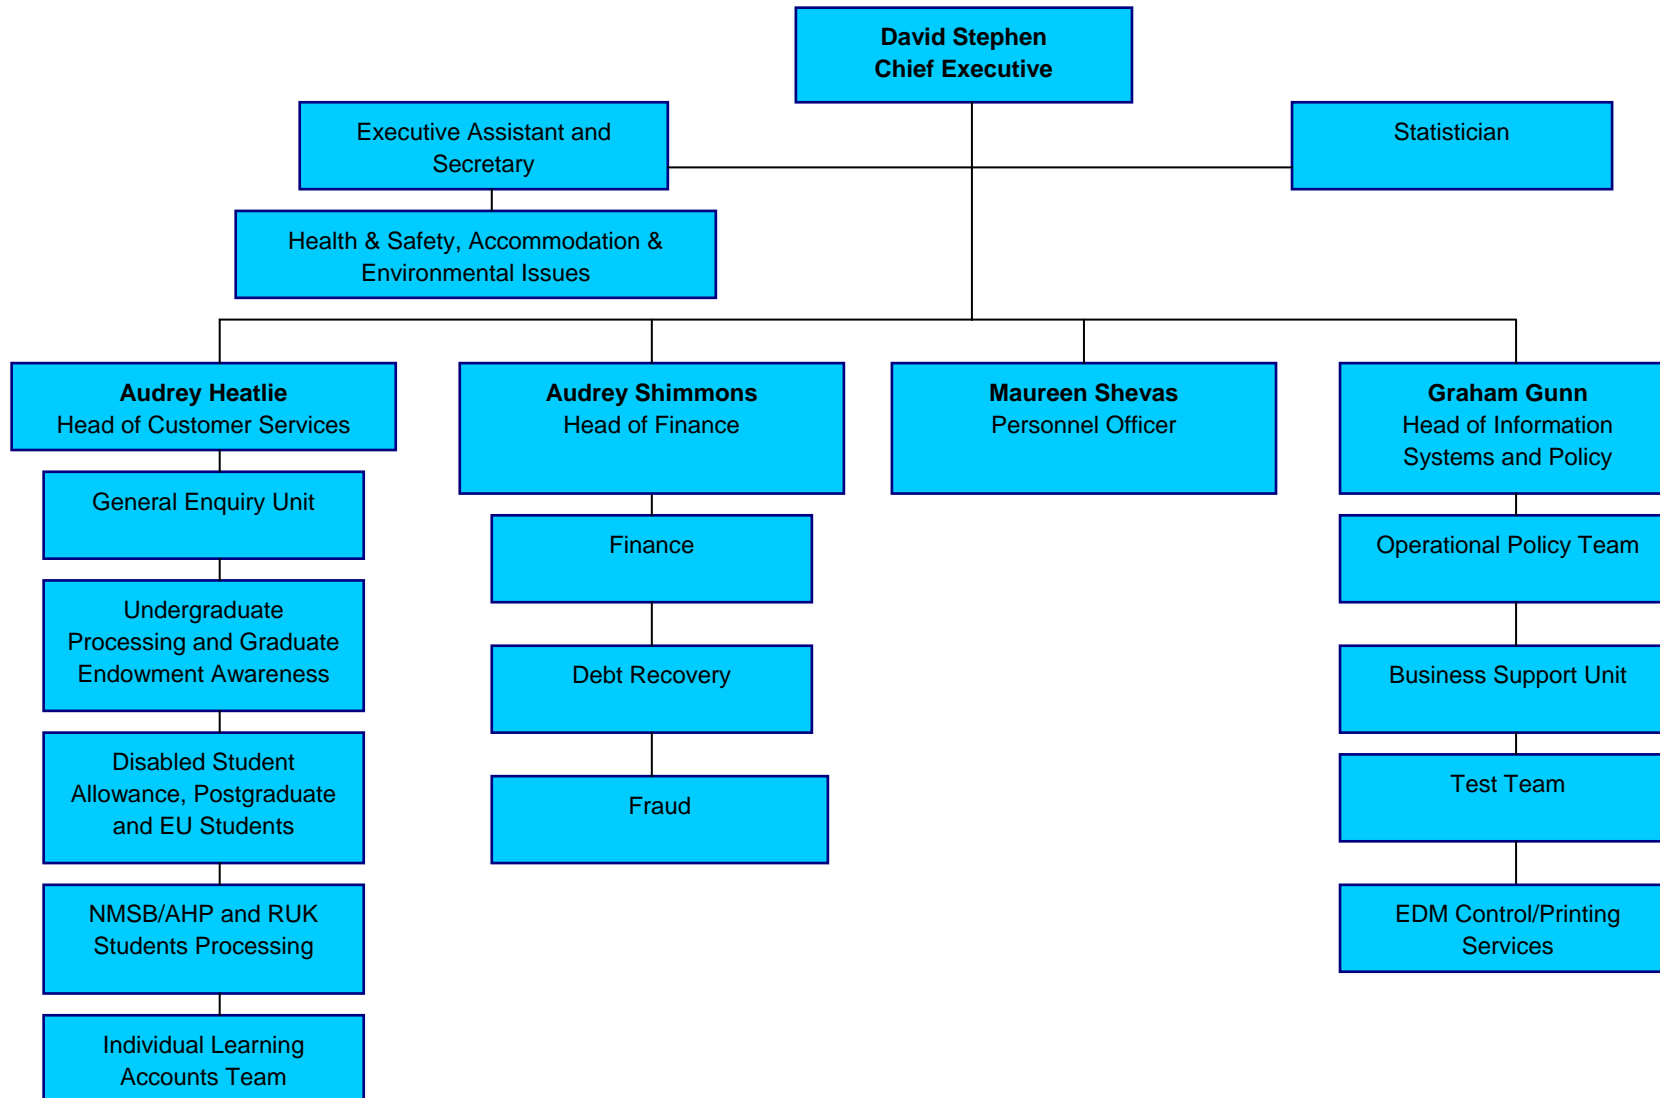 David Stephen
Chief Executive
Executive Assistant and
Secretary
Statistician
Health & Safety, Accommodation &
Environmental Issues
Audrey Heatlie
Head of Customer Services
Audrey Shimmons
Head of Finance
Maureen Shevas
Personnel Officer
Graham Gunn
Head of Information
Systems and Policy
General Enquiry Unit
Undergraduate
Processing and Graduate
Endowment Awareness
Disabled Student
Allowance, Postgraduate
and EU Students
NMSB/AHP and RUK
Students Processing
Individual Learning
Accounts Team
Finance
Debt Recovery
Fraud
Operational Policy Team
Business Support Unit
Test Team
EDM Control/Printing
Services